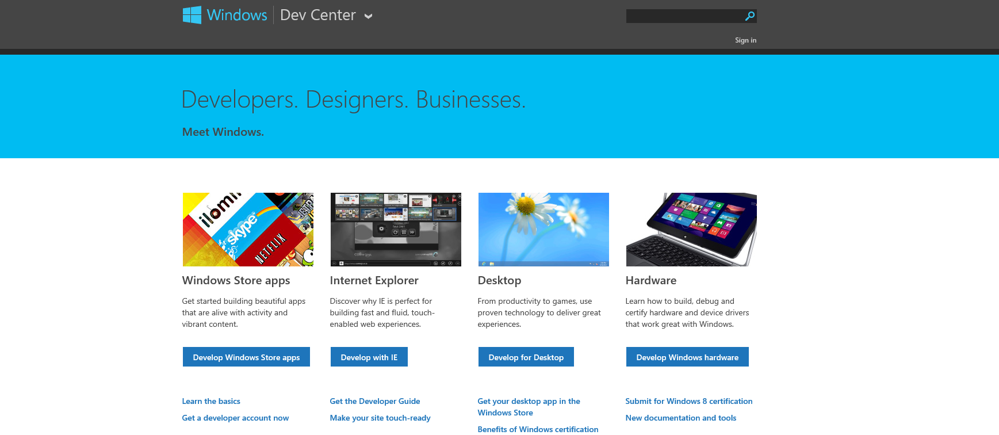 Windows
Dev Center
Sign in
Developers. Designers. Businesses.
Meet Windows.
skype
NETFLIX
Windows Store apps
Get started building beautiful apps
that are alive with activity and
vibrant content.
Develop Windows Store apps
Learn the basics
Get a developer account now
Internet Explorer
Discover why IE is perfect for
building fast and fluid, touch-
enabled web experiences.
Develop with IE
Get the Developer Guide
Make your site touch-ready
Desktop
From productivity to games, use
proven technology to deliver great
experiences.
Develop for Desktop
Get your desktop app in the
Windows Store
Benefits of Windows certification
Hardware
Learn how to build, debug and
certify hardware and device drivers
that work great with Windows.
Develop Windows hardware
Submit for Windows 8 certification
New documentation and tools